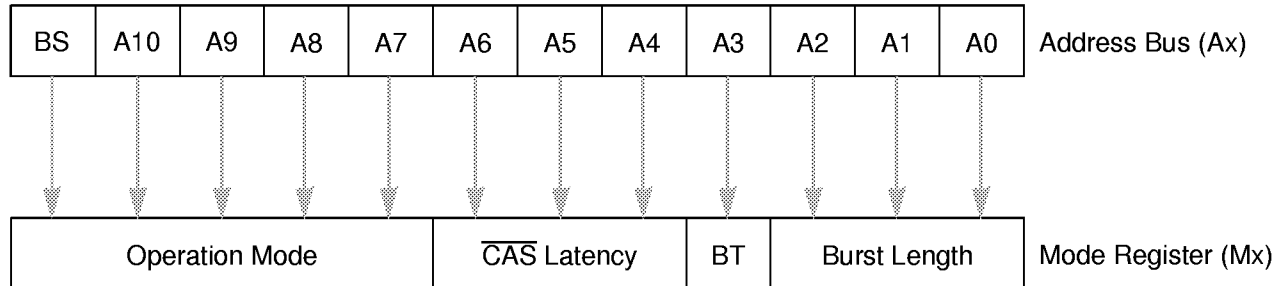 BS A10 A9 A8 A7 A6 A5 A4 A3 A2 A1 A0 Address Bus (Ax)
Operation Mode C̅A̅S̅ Latency BT Burst Length Mode Register (Mx)